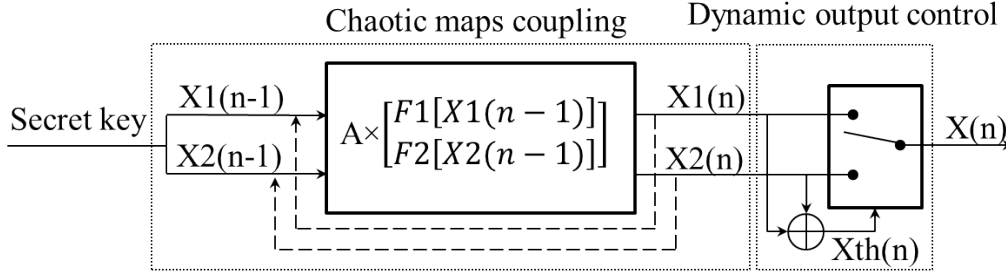 Chaotic maps coupling
Dynamic output control
Secret key
X1(n-1)
X2(n-1)
A×[F1[X1(n − 1)]
F2[X2(n − 1)]]
X1(n)
X2(n)
X(n)
Xth(n)